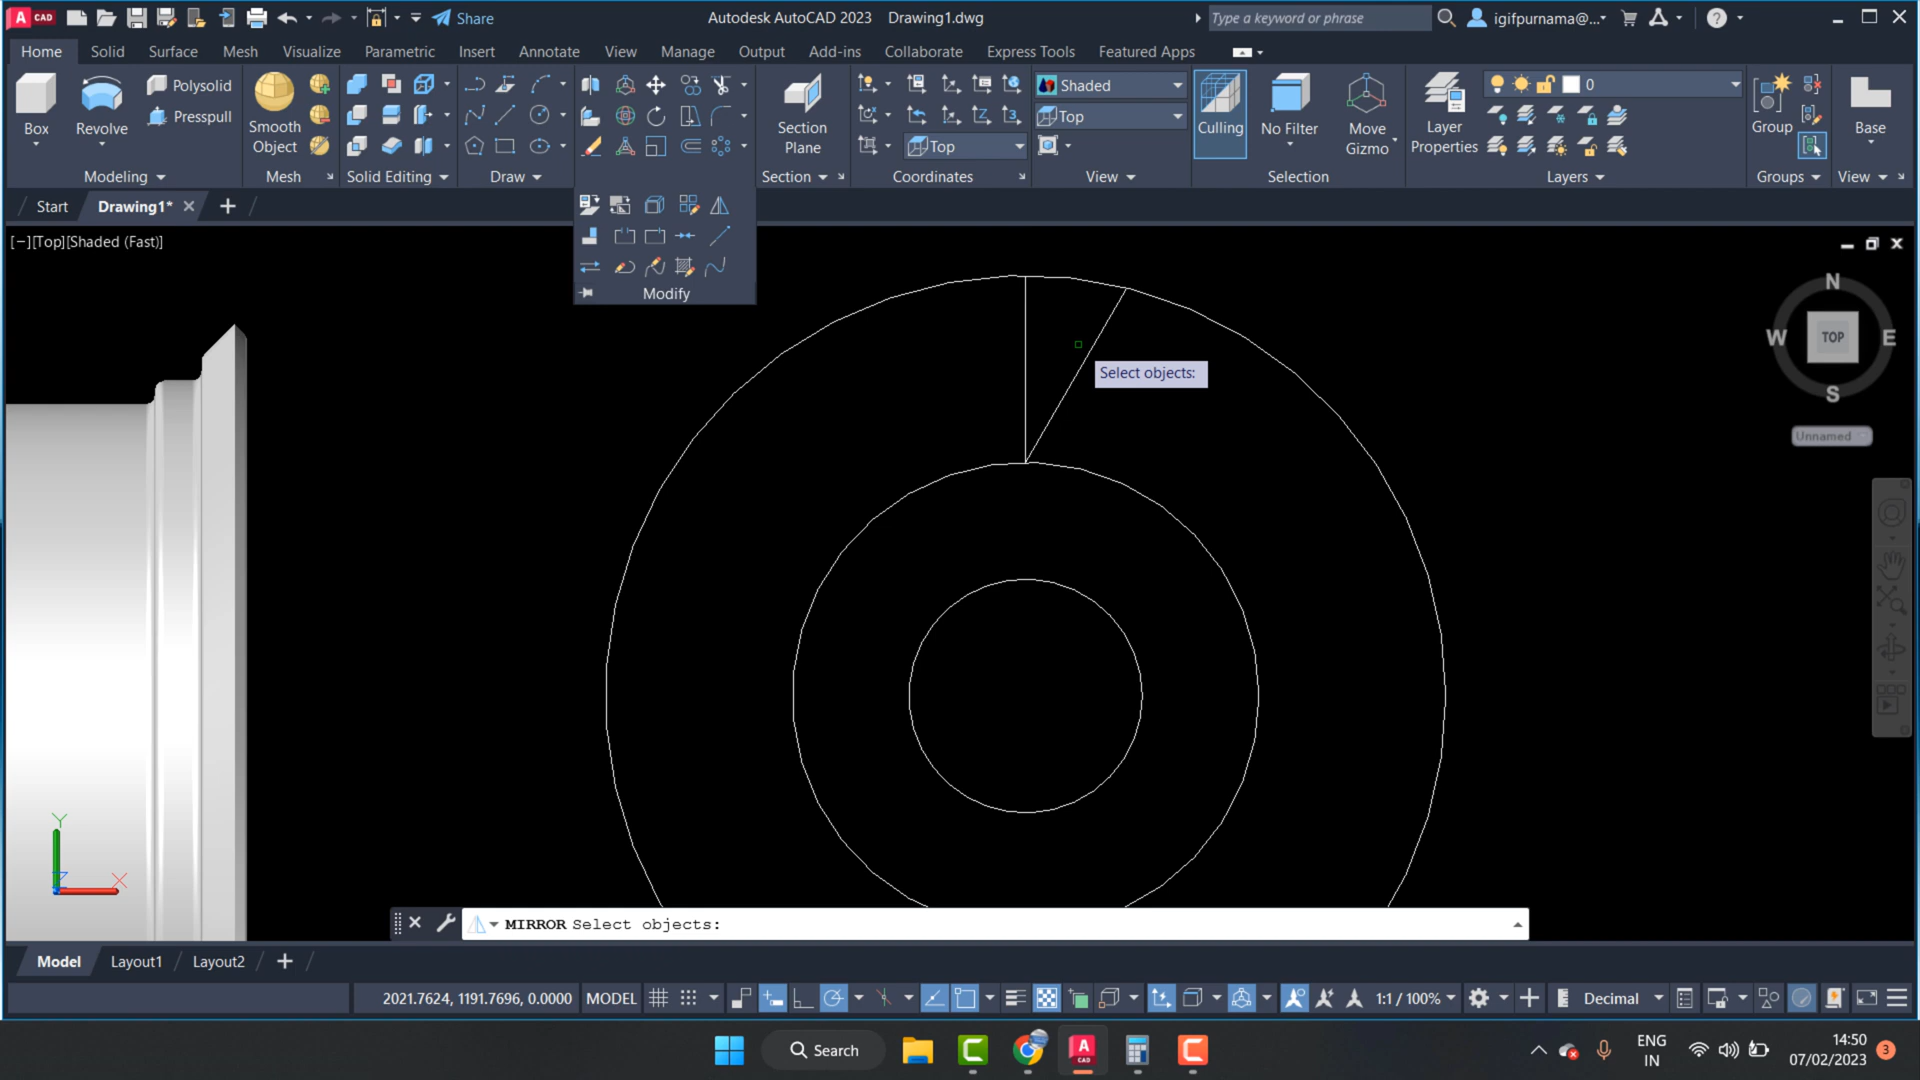 CAD
Share
Autodesk AutoCAD 2023 Drawing1.dwg
Type a keyword or phrase
igifpurnama@...
Home Solid Surface Mesh Visualize Parametric Insert Annotate View Manage Output Add-ins Collaborate Express Tools Featured Apps
Box
Revolve
Polysolid
Presspull
Smooth Object
Section Plane
Shaded
Top
Top
Culling
No Filter
Move Gizmo
Layer Properties
0
Group
Base
Modeling Mesh Solid Editing Draw Section Coordinates View Selection Layers Groups View
Start Drawing1*
[−][Top][Shaded (Fast)]
Modify
N
W TOP E
S
Unnamed
Select objects:
Y
Z X
MIRROR Select objects:
Model Layout1 Layout2
2021.7624, 1191.7696, 0.0000 MODEL 1:1 / 100% Decimal
Search
ENG
IN
14:50
07/02/2023
3